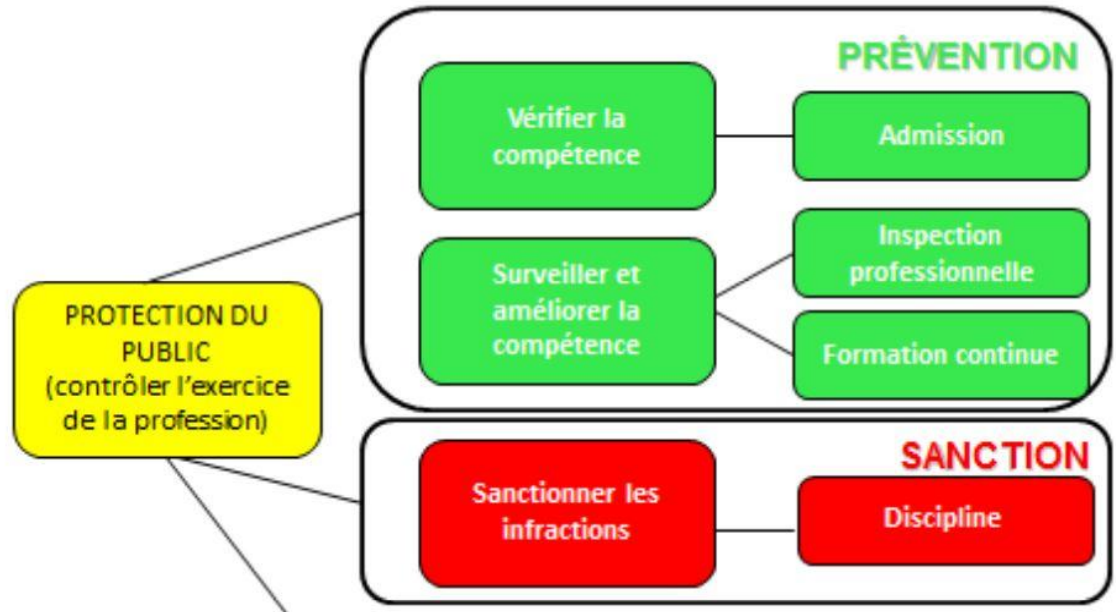 PROTECTION DU
PUBLIC
(contrôler l'exercice
de la profession)
PRÉVENTION
Vérifier la
compétence
Admission
Surveiller et
améliorer la
compétence
Inspection
professionnelle
Formation continue
SANCTION
Sanctionner les
infractions
Discipline